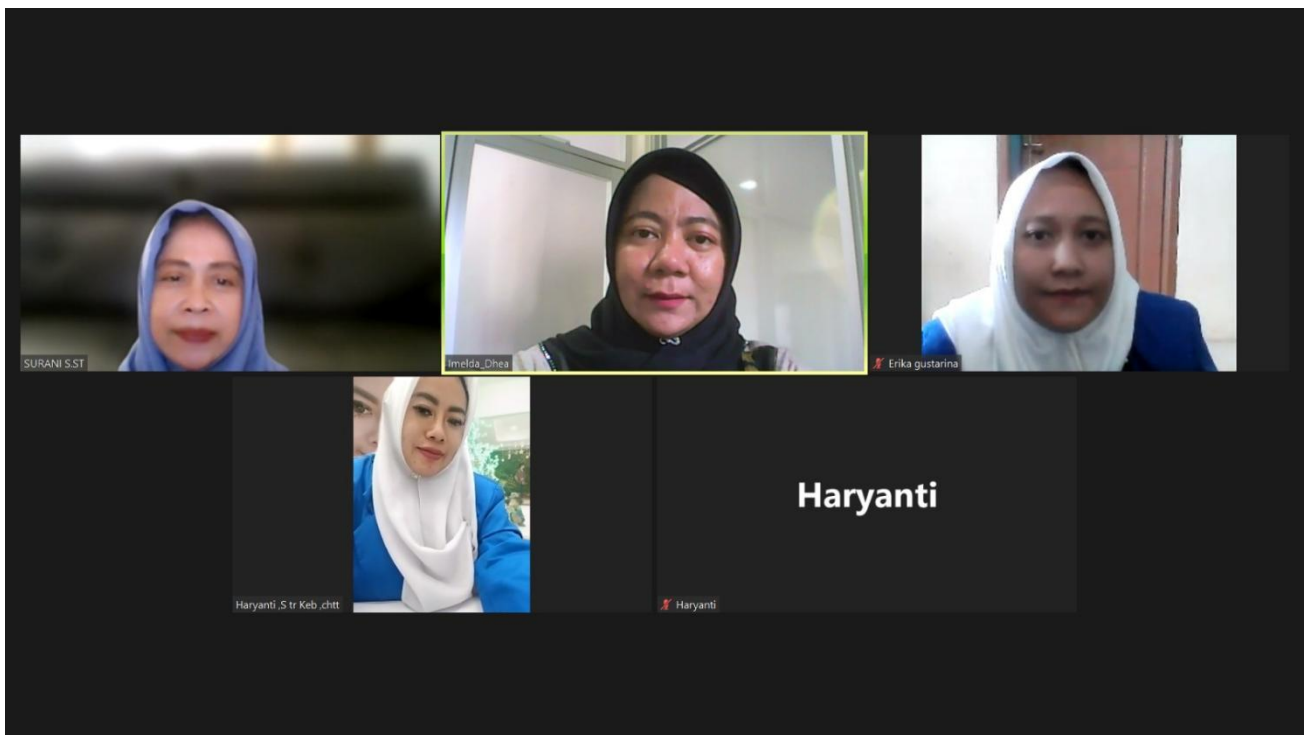 SURANI S.ST
Imelda_Dhea
Erika gustarina
Haryanti ,S tr Keb ,chtt
Haryanti
Haryanti